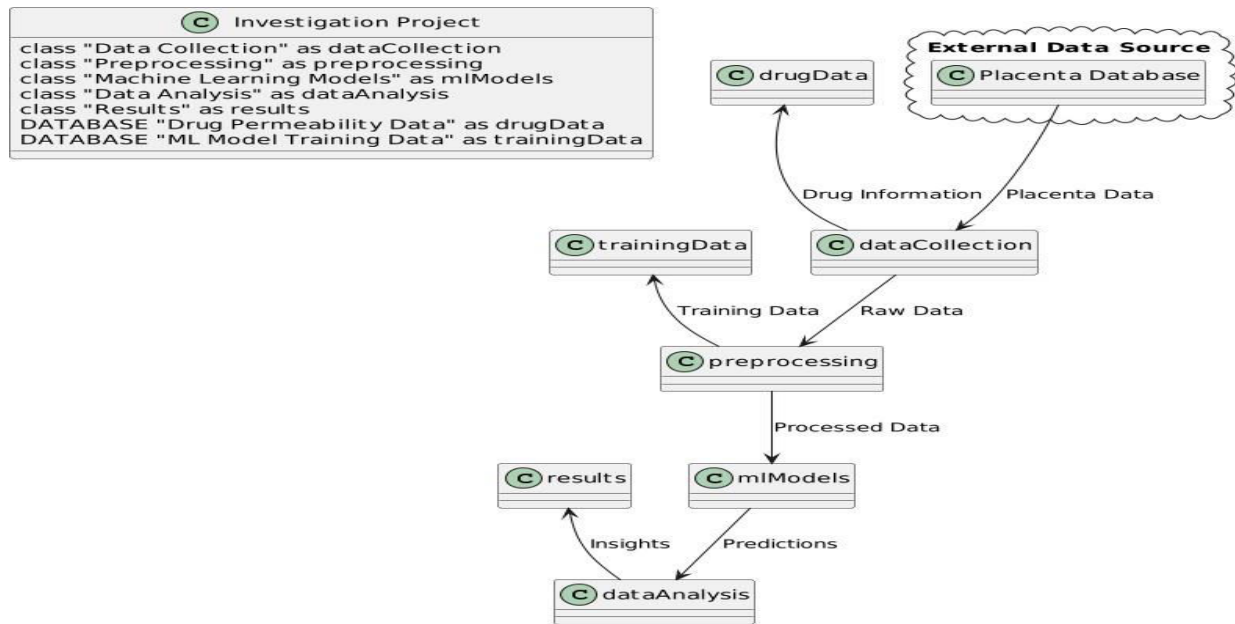 C Investigation Project
class "Data Collection" as dataCollection
class "Preprocessing" as preprocessing
class "Machine Learning Models" as mlModels
class "Data Analysis" as dataAnalysis
class "Results" as results
DATABASE "Drug Permeability Data" as drugData
DATABASE "ML Model Training Data" as trainingData
External Data Source
C drugData
C Placenta Database
Drug Information
Placenta Data
C trainingData
C dataCollection
Training Data
Raw Data
C preprocessing
Processed Data
C results
C mlModels
Insights
Predictions
C dataAnalysis